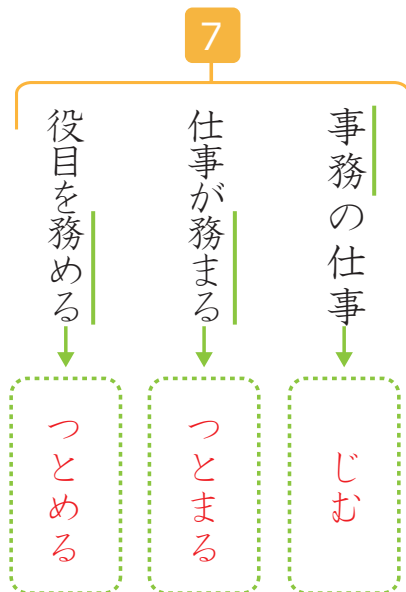 7
事務の仕事
じむ
仕事が務まる
つとまる
役目を務める
つとめる